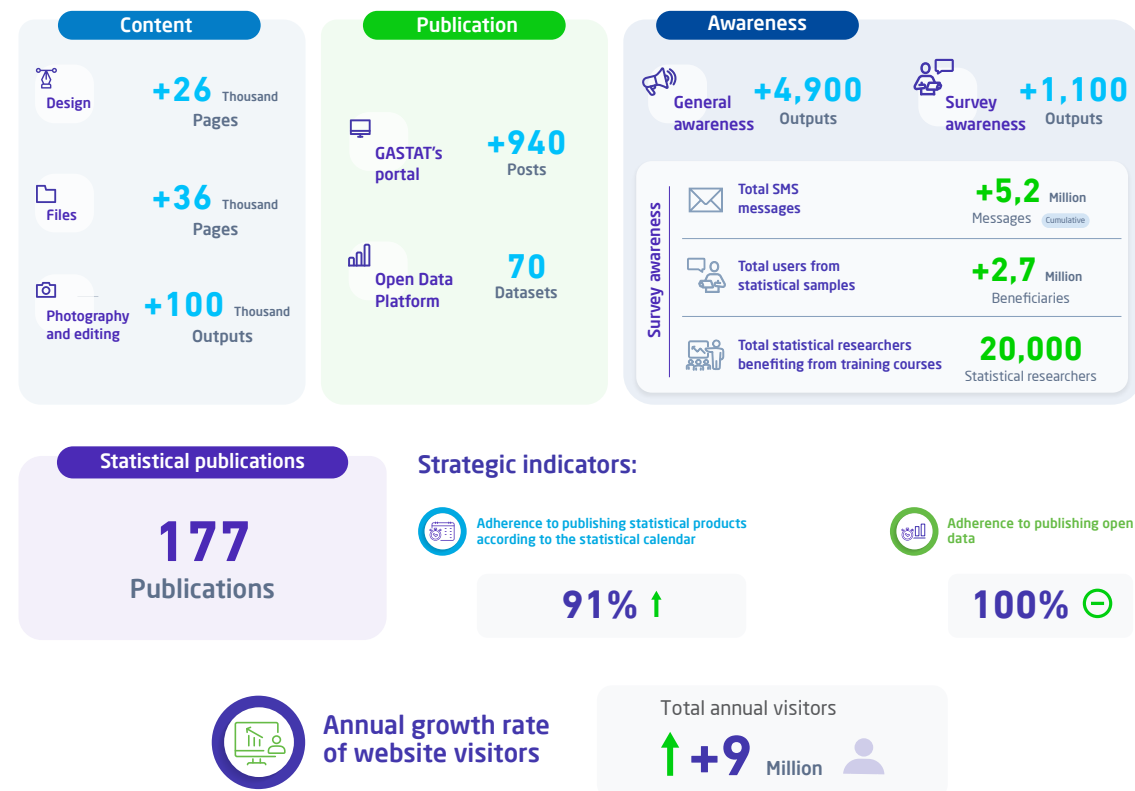 Content
Design
+26 Thousand
Pages
Files
+36 Thousand
Pages
Photography
and editing
+100 Thousand
Outputs
Publication
GASTAT's
portal
+940
Posts
Open Data
Platform
70
Datasets
Awareness
General
awareness
+4,900
Outputs
Survey
awareness
+1,100
Outputs
Survey awareness
Total SMS
messages
+5,2 Million
Messages Cumulative
Total users from
statistical samples
+2,7 Million
Beneficiaries
Total statistical researchers
benefiting from training courses
20,000
Statistical researchers
Statistical publications
177
Publications
Strategic indicators:
Adherence to publishing statistical products
according to the statistical calendar
91%
Adherence to publishing open
data
100%
Annual growth rate
of website visitors
Total annual visitors
+9 Million